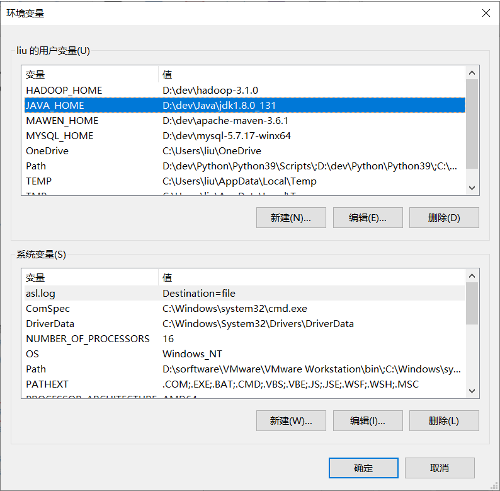 环境变量
liu 的用户变量(U)
变量 值
HADOOP_HOME D:\dev\hadoop-3.1.0
JAVA_HOME D:\dev\Java\jdk1.8.0_131
MAWEN_HOME D:\dev\apache-maven-3.6.1
MYSQL_HOME D:\dev\mysql-5.7.17-winx64
OneDrive C:\Users\liu\OneDrive
Path D:\dev\Python\Python39\Scripts\;D:\dev\Python\Python39\;C:\...
TEMP C:\Users\liu\AppData\Local\Temp
新建(N)... 编辑(E)... 删除(D)
系统变量(S)
变量 值
asl.log Destination=file
ComSpec C:\Windows\system32\cmd.exe
DriverData C:\Windows\System32\Drivers\DriverData
NUMBER_OF_PROCESSORS 16
OS Windows_NT
Path D:\sorftware\VMware\VMware Workstation\bin\;C:\Windows\sy...
PATHEXT .COM;.EXE;.BAT;.CMD;.VBS;.VBE;.JS;.JSE;.WSF;.WSH;.MSC
新建(W)... 编辑(I)... 删除(L)
确定 取消